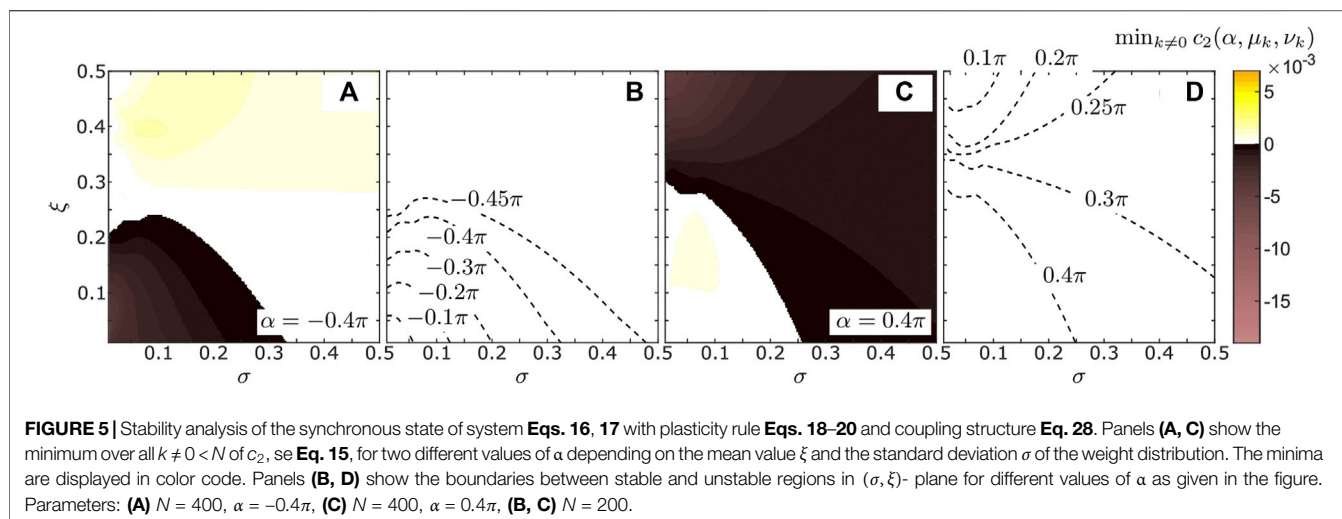 min_{k≠0} c_2(α, μ_k, ν_k)
×10^{-3}
A
B
C
D
0.5
0.4
0.3
0.2
0.1
ξ
α = −0.4π
0.1 0.2 0.3 0.4 0.5
σ
−0.45π
−0.4π
−0.3π
−0.2π
−0.1π
0.1 0.2 0.3 0.4 0.5
σ
α = 0.4π
0.1 0.2 0.3 0.4 0.5
σ
0.1π
0.2π
0.25π
0.3π
0.4π
0.1 0.2 0.3 0.4 0.5
σ
5
0
-5
-10
-15
FIGURE 5 | Stability analysis of the synchronous state of system Eqs. 16, 17 with plasticity rule Eqs. 18–20 and coupling structure Eq. 28. Panels (A, C) show the
minimum over all k ≠ 0 < N of c_2, se Eq. 15, for two different values of α depending on the mean value ξ and the standard deviation σ of the weight distribution. The minima
are displayed in color code. Panels (B, D) show the boundaries between stable and unstable regions in (σ, ξ)- plane for different values of α as given in the figure.
Parameters: (A) N = 400, α = −0.4π, (C) N = 400, α = 0.4π, (B, C) N = 200.